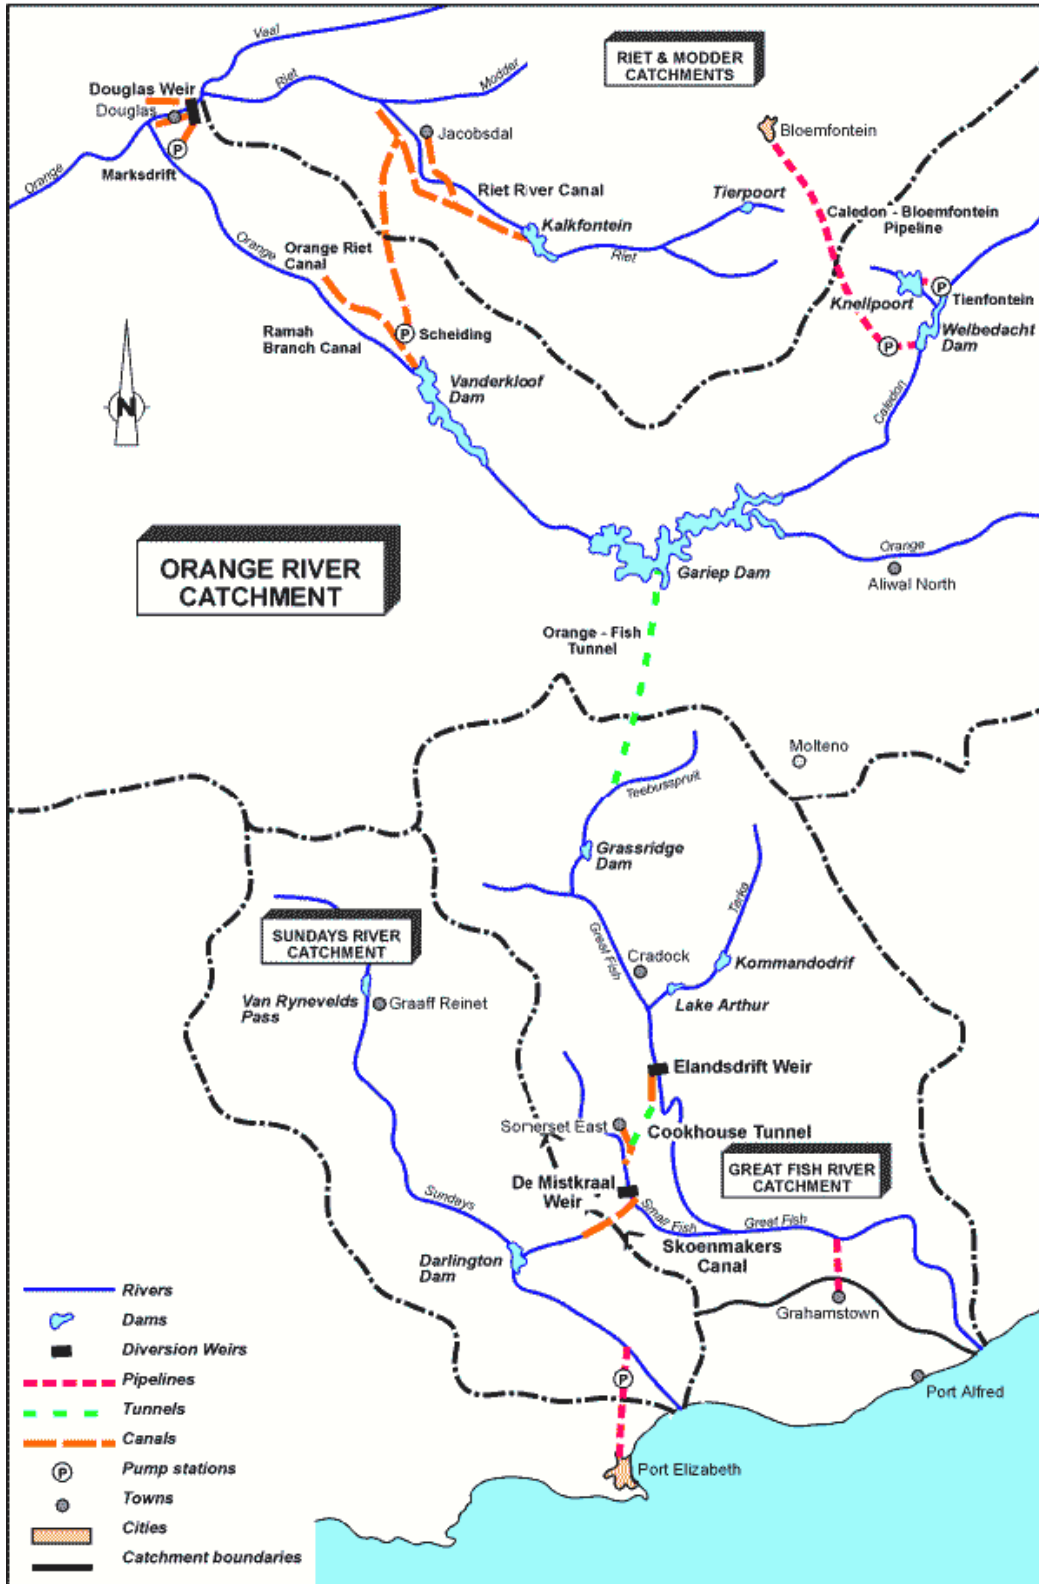 Vaal
RIET & MODDER
CATCHMENTS
Riet
Modder
Douglas Weir
Douglas
Jacobsdal
Bloemfontein
Marksdrift
Orange
Riet River Canal
Tierpoort
Kalkfontein
Caledon - Bloemfontein
Pipeline
Orange
Orange Riet
Canal
Riet
Knellpoort
Tienfontein
Ramah
Branch Canal
Scheiding
Welbedacht
Dam
Vanderkloof
Dam
N
Caledon
P
P
P
P
ORANGE RIVER
CATCHMENT
Gariep Dam
Orange
Aliwal North
Orange - Fish
Tunnel
Molteno
Teebusspruit
Grassridge
Dam
Tarka
SUNDAYS RIVER
CATCHMENT
Great Fish
Cradock
Kommandodrif
Van Rynevelds
Pass
Graaff Reinet
Lake Arthur
Elandsdrift Weir
Somerset East
Cookhouse Tunnel
De Mistkraal
Weir
GREAT FISH RIVER
CATCHMENT
Sundays
Small Fish
Great Fish
Skoenmakers
Canal
Darlington
Dam
Grahamstown
P
Port Alfred
Port Elizabeth
Rivers
Dams
Diversion Weirs
Pipelines
Tunnels
Canals
P
Pump stations
Towns
Cities
Catchment boundaries